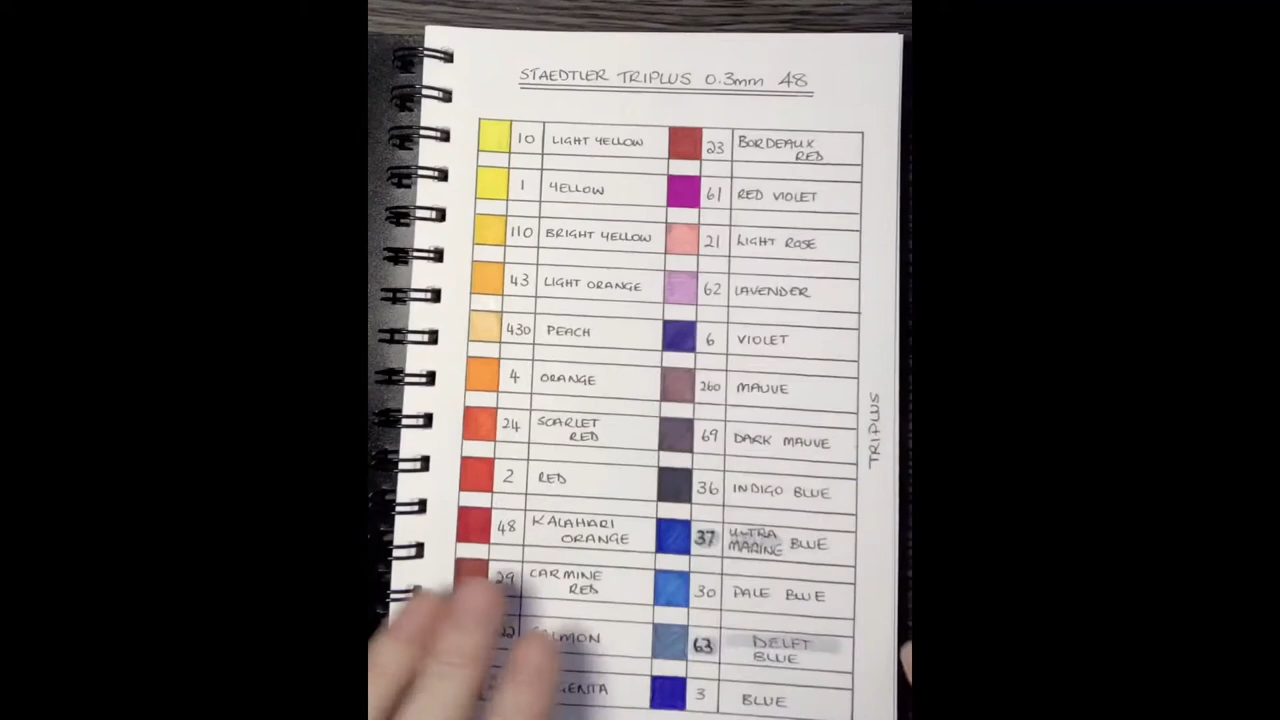 STAEDTLER TRIPLUS 0.3mm 48
10 LIGHT YELLOW
1 YELLOW
110 BRIGHT YELLOW
43 LIGHT ORANGE
430 PEACH
4 ORANGE
24 SCARLET
RED
2 RED
48 KALAHARI
ORANGE
29 CARMINE
RED
22
23 BORDEAUX
RED
61 RED VIOLET
21 LIGHT ROSE
62 LAVENDER
6 VIOLET
260 MAUVE
69 DARK MAUVE
36 INDIGO BLUE
37 ULTRA
MARINE BLUE
30 PALE BLUE
63 DELFT
BLUE
3 BLUE
TRIPLUS